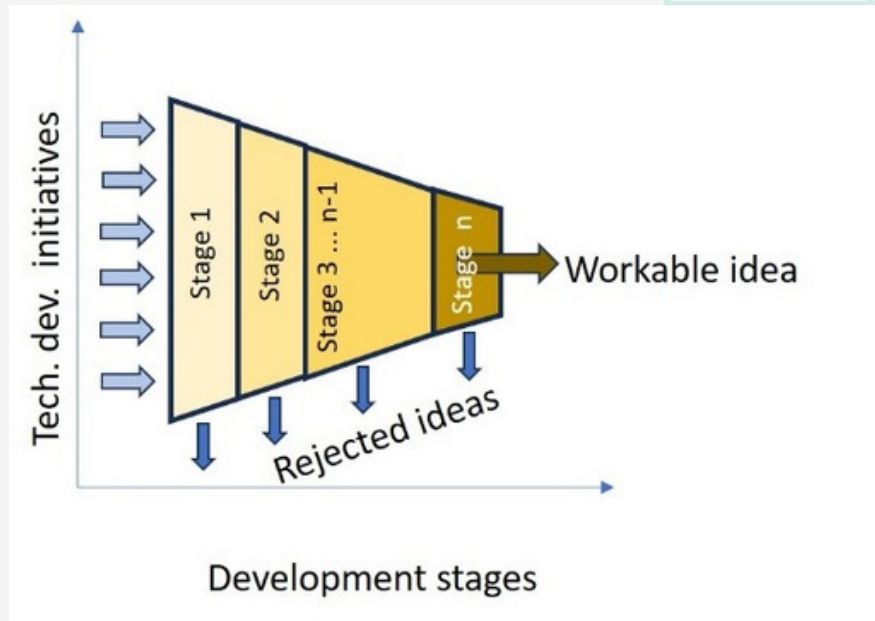 Tech. dev. initiatives
Stage 1
Stage 2
Stage 3 ... n-1
Stage n
Workable idea
Rejected ideas
Development stages